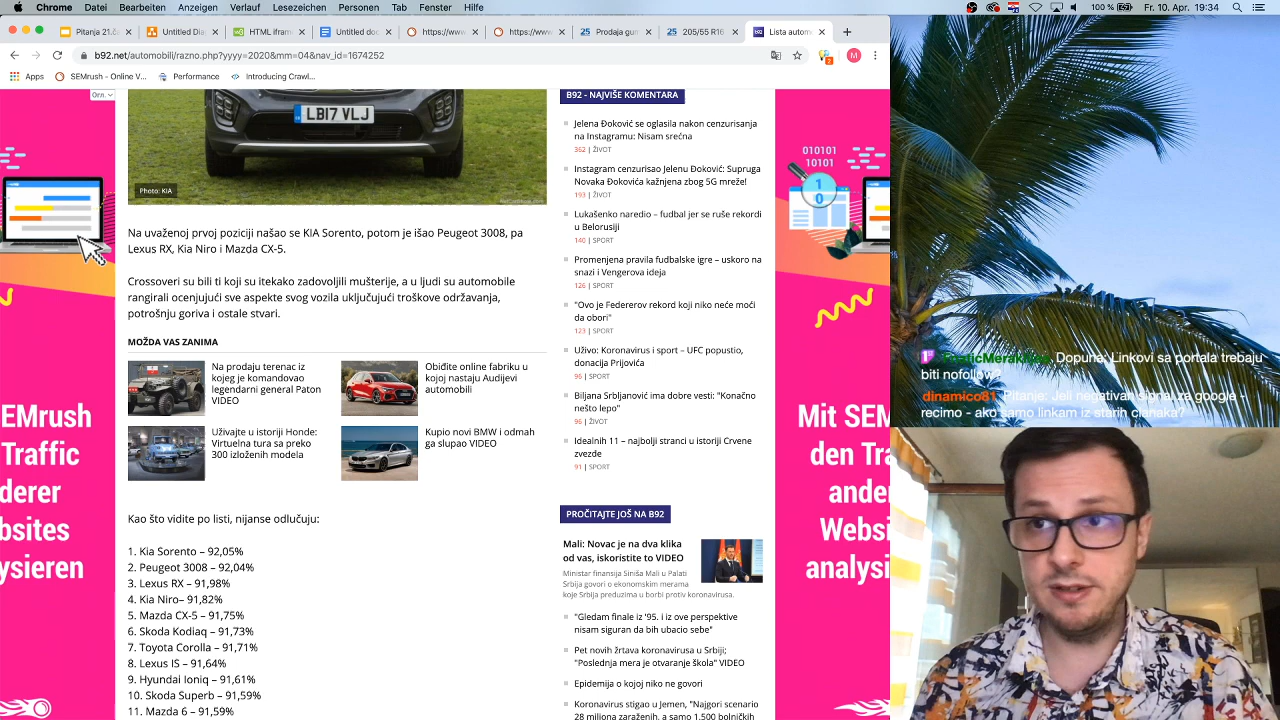 Chrome Datei Bearbeiten Anzeigen Verlauf Lesezeichen Personen Tab Fenster Hilfe
100 % Fr. 10. Apr. 19:34
Pitanja 21.č
Untitled Dia
HTML ifram
Untitled doc
https://www
https://www
Prodaja gur
205/55 R16
Lista autom
b92.net/automobili/razno.php?yyyy=2020&mm=04&nav_id=1675229
M
Apps
SEMrush - Online V...
Performance
Introducing Crawl...
Oгл.
LB17 VLJ
Photo: KIA
Na uvaženoj prvoj poziciji našao se KIA Sorento, potom je išao Peugeot 3008, pa
Lexus RX, Kia Niro i Mazda CX-5.
Crossoveri su bili ti koji su itekako zadovoljili mušterije, a u ljudi su automobile
rangirali ocenjujući sve aspekte svog vozila uključujući troškove održavanja,
potrošnju goriva i ostale stvari.
MOŽDA VAS ZANIMA
Na prodaju terenac iz
kojeg je komandovao
legendarni general Paton
VIDEO
Obiđite online fabriku u
kojoj nastaju Audijevi
automobili
Uživajte u istoriji Honde:
Virtuelna tura sa preko
300 izloženih modela
Kupio novi BMW i odmah
ga slupao VIDEO
Kao što vidite po listi, nijanse odlučuju:
1. Kia Sorento – 92,05%
2. Peugeot 3008 – 92,04%
3. Lexus RX – 91,98%
4. Kia Niro– 91,82%
5. Mazda CX-5 – 91,75%
6. Skoda Kodiaq – 91,73%
7. Toyota Corolla – 91,71%
8. Lexus IS – 91,64%
9. Hyundai Ioniq – 91,61%
10. Skoda Superb – 91,59%
11. Mazda 6 – 91,59%
B92 - NAJVIŠE KOMENTARA
Jelena Đoković se oglasila nakon cenzurisanja
na Instagramu: Nisam srećna
362 | ŽIVOT
Instagram cenzurisao Jelenu Đoković: Supruga
Novaka Đokovića kažnjena zbog 5G mreže!
193 | ŽIVOT
Lukašenko naredio – fudbal jer se ruše rekordi
u Belorusiji
140 | SPORT
Promenjena pravila fudbalske igre – uskoro na
snazi i Vengerova ideja
126 | SPORT
"Ovo je Federerov rekord koji niko neće moći
da obori"
123 | SPORT
Uživo: Koronavirus i sport – UFC popustio,
donacija Prijovića
96 | SPORT
Biljana Srbljanović ima dobre vesti: "Konačno
nešto lepo"
96 | ŽIVOT
Idealnih 11 – najbolji stranci u istoriji Crvene
zvezde
91 | SPORT
PROČITAJTE JOŠ NA B92
Mali: Novac je na dva klika
od vas, iskoristite to VIDEO
Ministar finansija Siniša Mali u Palati
Srbija govori o ekonomskim merama
koje Srbija preduzima u borbi protiv koronavirusa.
"Gledam finale iz '95. i iz ove perspektive
nisam siguran da bih ubacio sebe"
Pet novih žrtava koronavirusa u Srbiji;
"Poslednja mera je otvaranje škola" VIDEO
Epidemija o kojoj niko ne govori
Koronavirus stigao u Jemen, "Najgori scenario
28 miliona zaraženih, a samo 1.500 bolničkih
EMrush
Traffic
derer
bsites
ysieren
010101
10101
1
0
Mit SEM
den Tra
ande
Websi
analysi
Dopuna: Linkovi sa portala trebaju
biti nofollow?
dinamico81 Pitanje: Jeli negativan signal za google -
recimo - ako samo linkam iz starih članaka?